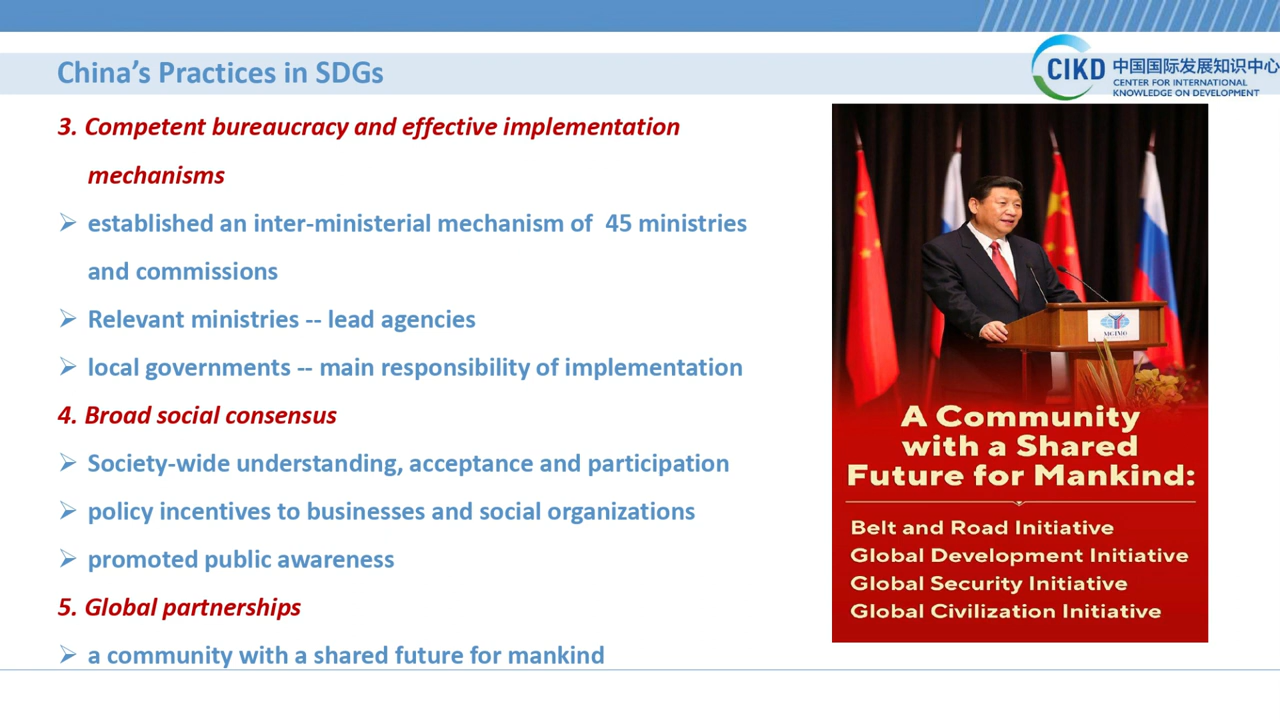 China's Practices in SDGs
CIKD
中国国际发展知识中心
CENTER FOR INTERNATIONAL
KNOWLEDGE ON DEVELOPMENT
3. Competent bureaucracy and effective implementation
mechanisms
established an inter-ministerial mechanism of 45 ministries
and commissions
Relevant ministries -- lead agencies
local governments -- main responsibility of implementation
4. Broad social consensus
Society-wide understanding, acceptance and participation
policy incentives to businesses and social organizations
promoted public awareness
5. Global partnerships
a community with a shared future for mankind
MGIMO
A Community
with a Shared
Future for Mankind:
Belt and Road Initiative
Global Development Initiative
Global Security Initiative
Global Civilization Initiative